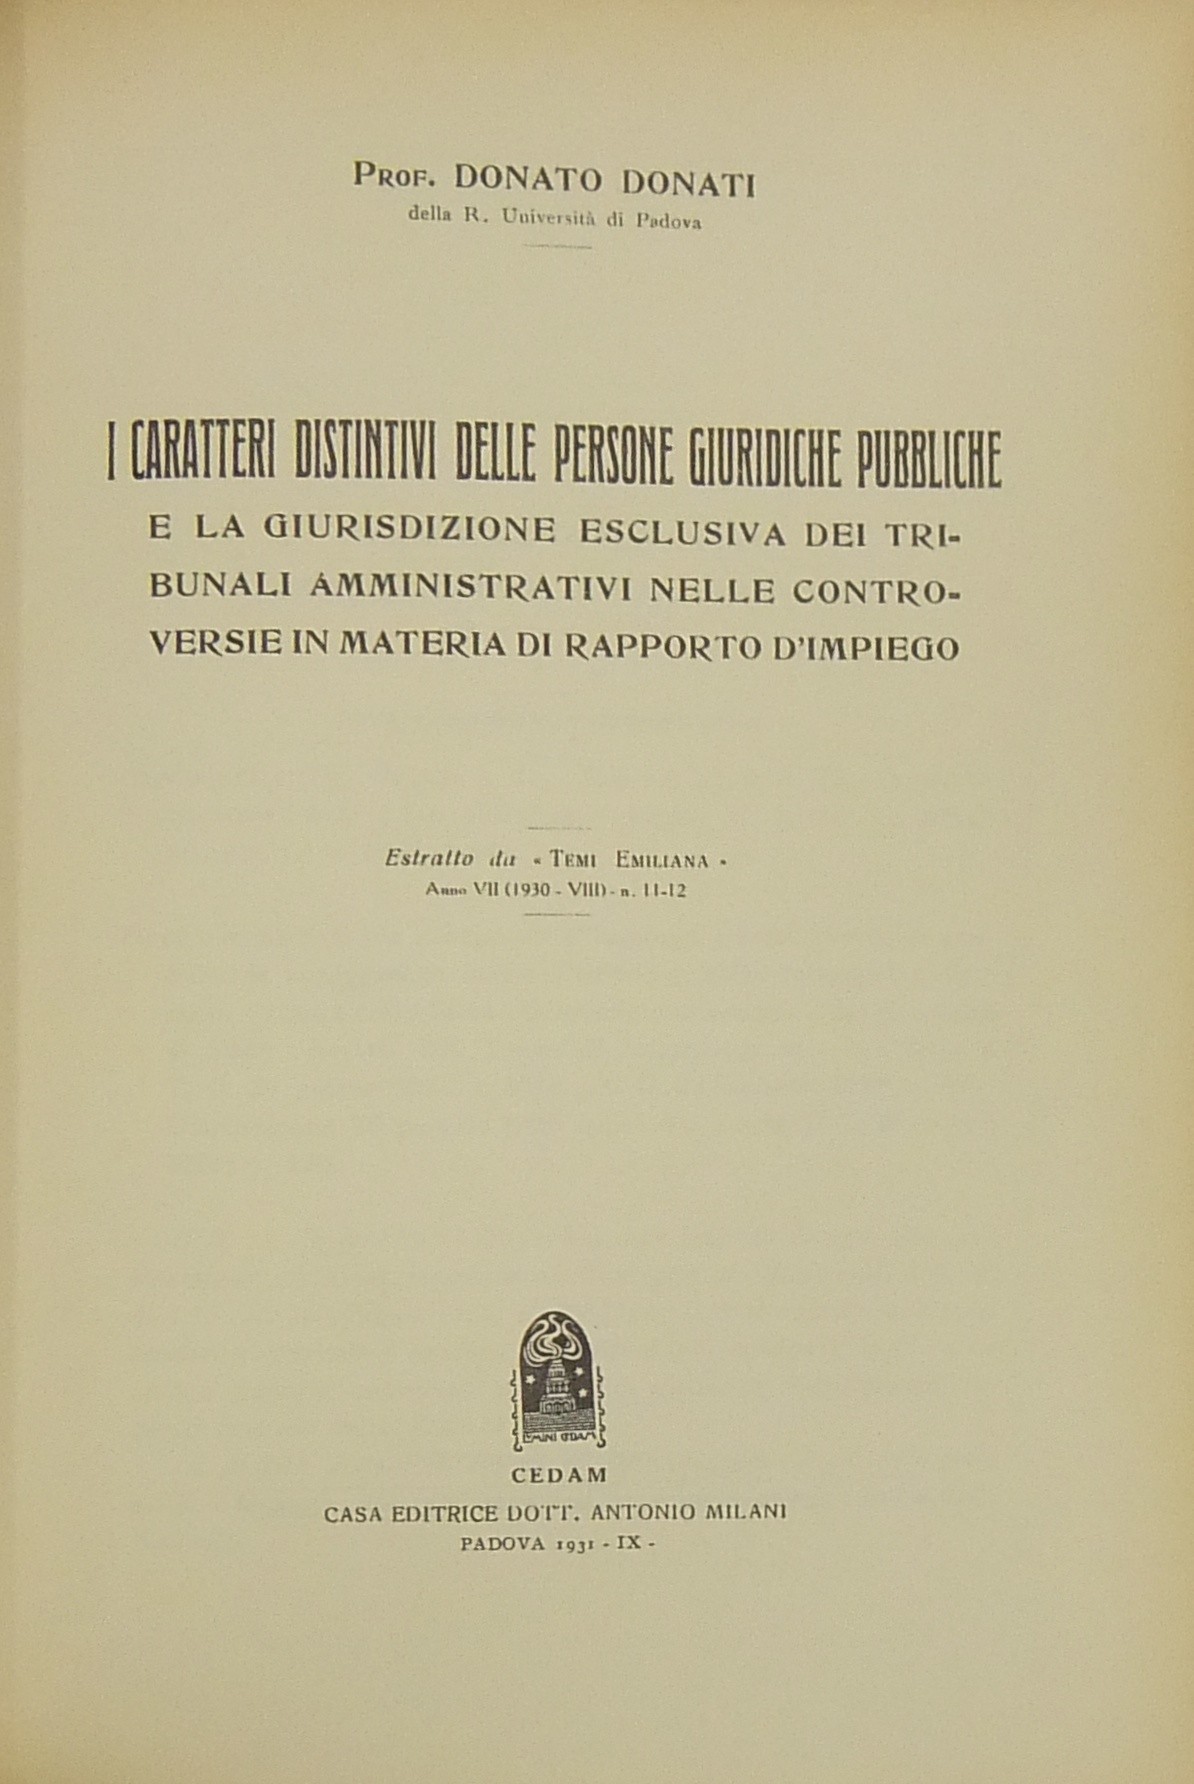 PROF. DONATO DONATI
della R. Università di Padova
I CARATTERI DISTINTIVI DELLE PERSONE GIURIDICHE PUBBLICHE
E LA GIURISDIZIONE ESCLUSIVA DEI TRI-
BUNALI AMMINISTRATIVI NELLE CONTRO-
VERSIE IN MATERIA DI RAPPORTO D'IMPIEGO
Estratto da « TEMI EMILIANA »
Anno VII (1930 - VIII) - n. 11-12
CEDAM
CASA EDITRICE DOTT. ANTONIO MILANI
PADOVA 1931 - IX -